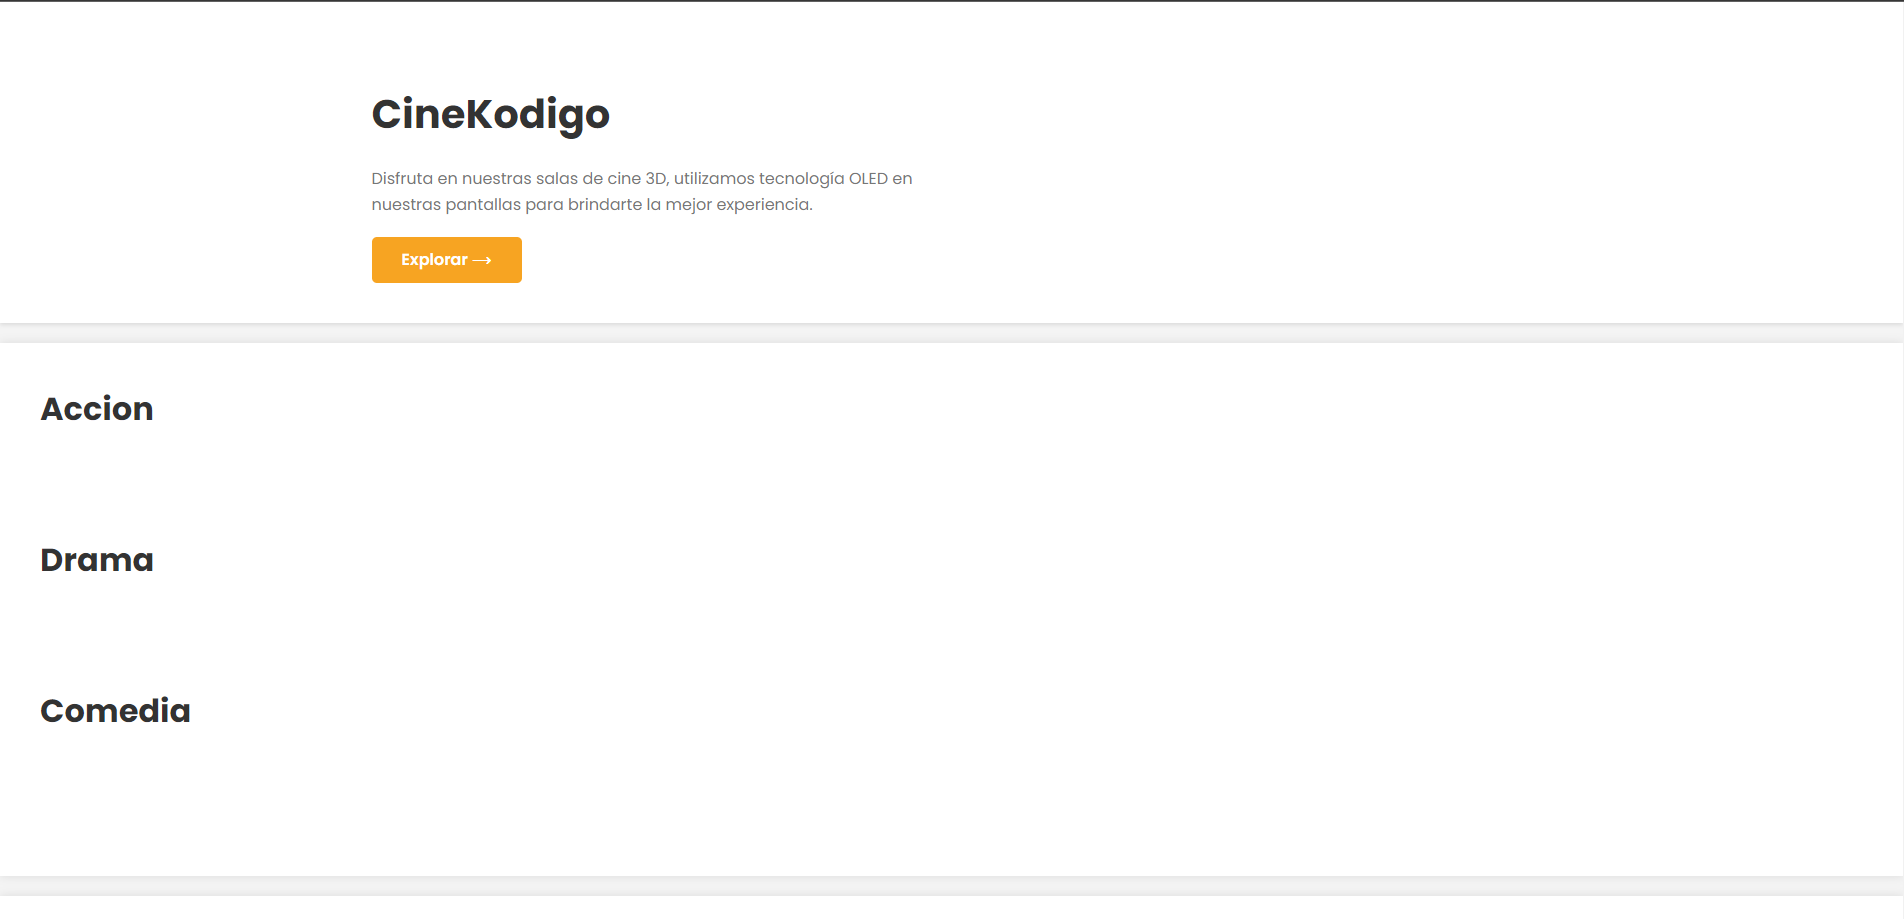 CineKodigo
Disfruta en nuestras salas de cine 3D, utilizamos tecnología OLED en
nuestras pantallas para brindarte la mejor experiencia.
Explorar ⟶
Accion
Drama
Comedia